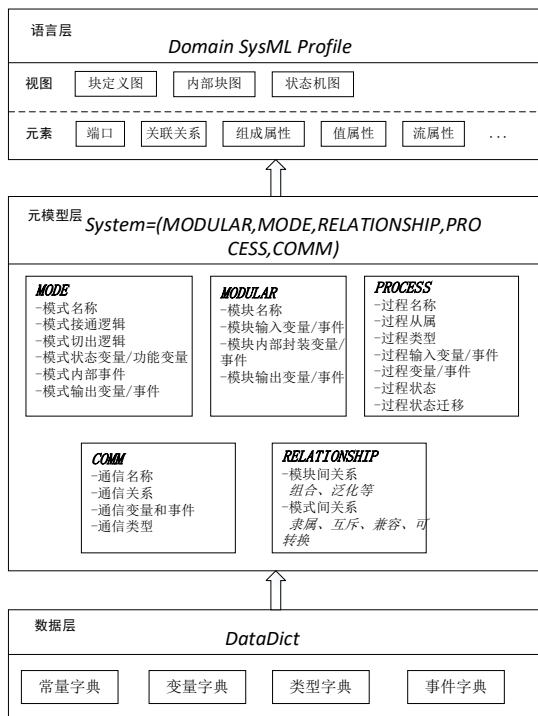 语言层
Domain SysML Profile
视图 块定义图 内部块图 状态机图
元素 端口 关联关系 组成属性 值属性 流属性 ...
元模型层
System=(MODULAR,MODE,RELATIONSHIP,PRO
CESS,COMM)
MODE
-模式名称
-模式接通逻辑
-模式切出逻辑
-模式状态变量/功能变量
-模式内部事件
-模式输出变量/事件
MODULAR
-模块名称
-模块输入变量/事件
-模块内部封装变量/
事件
-模块输出变量/事件
PROCESS
-过程名称
-过程从属
-过程类型
-过程输入变量/事件
-过程变量/事件
-过程状态
-过程状态迁移
COMM
-通信名称
-通信关系
-通信变量和事件
-通信类型
RELATIONSHIP
-模块间关系
组合、泛化等
-模式间关系
隶属、互斥、兼容、可
转换
数据层
DataDict
常量字典 变量字典 类型字典 事件字典